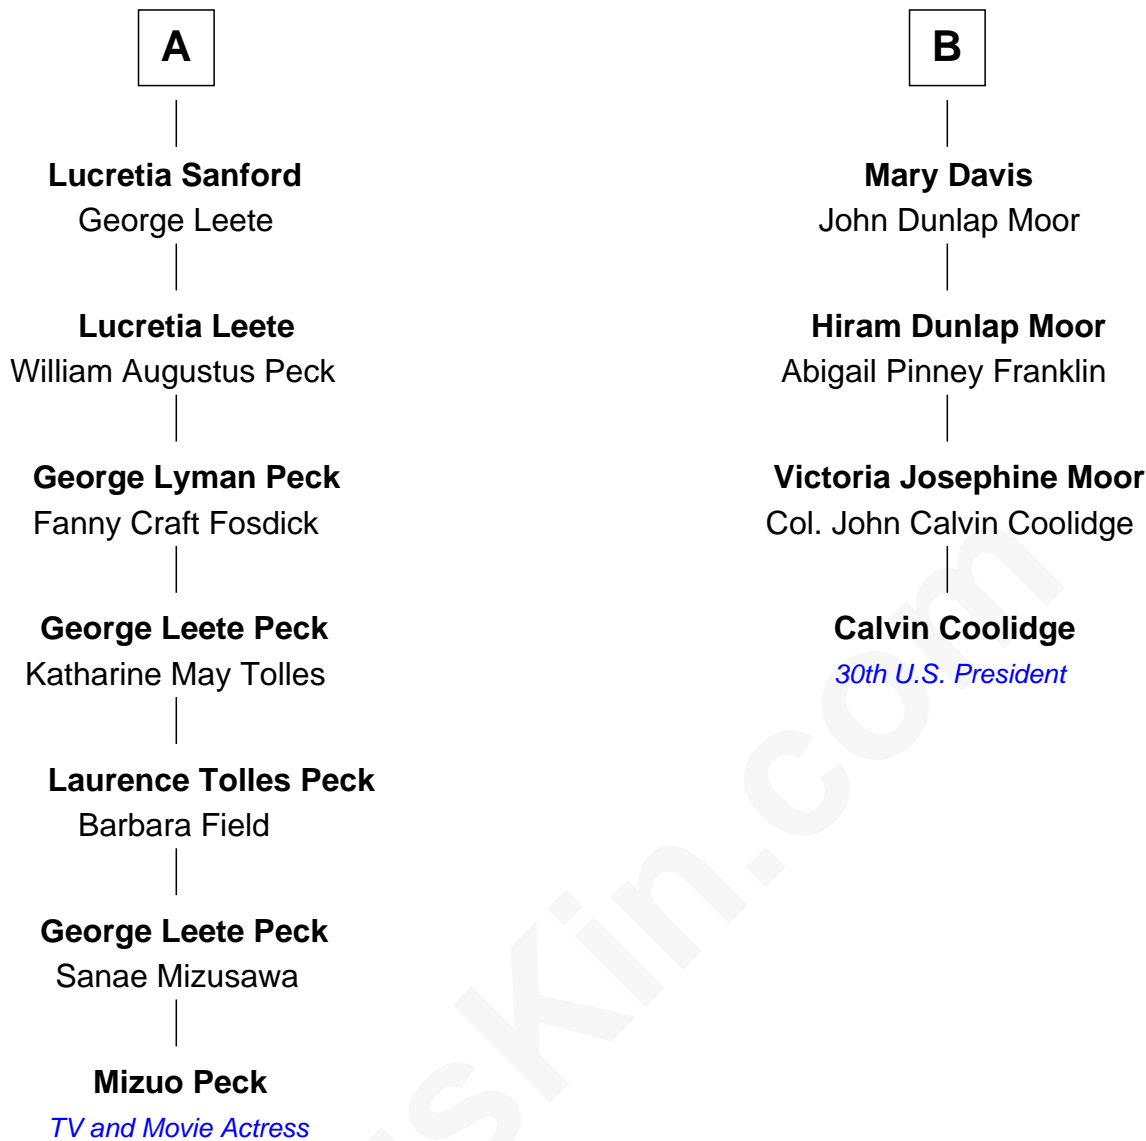 A
Lucretia Sanford
George Leete
Lucretia Leete
William Augustus Peck
George Lyman Peck
Fanny Craft Fosdick
George Leete Peck
Katharine May Tolles
Laurence Tolles Peck
Barbara Field
George Leete Peck
Sanae Mizusawa
Mizuo Peck
TV and Movie Actress
B
Mary Davis
John Dunlap Moor
Hiram Dunlap Moor
Abigail Pinney Franklin
Victoria Josephine Moor
Col. John Calvin Coolidge
Calvin Coolidge
30th U.S. President
sKin.com